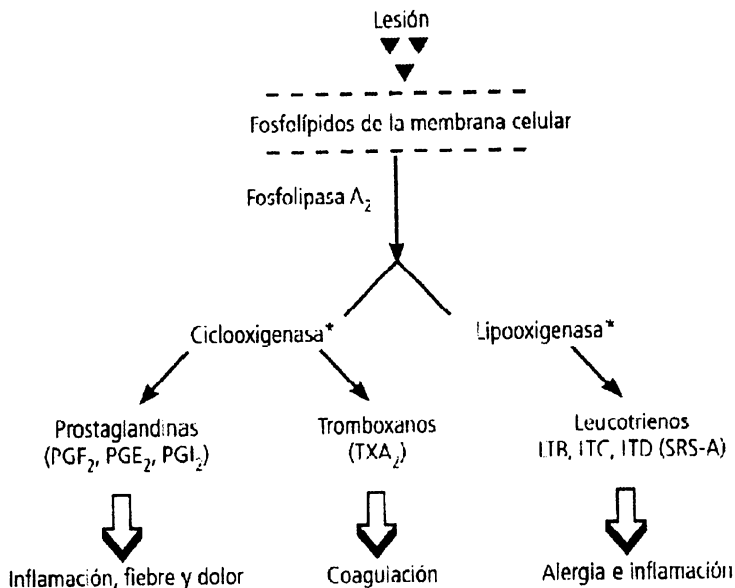 Lesión
Fosfolípidos de la membrana celular
Fosfolipasa A₂
Ciclooxigenasa*
Lipooxigenasa*
Prostaglandinas
(PGF₂, PGE₂, PGI₂)
Tromboxanos
(TXA₂)
Leucotrienos
LTB, LTC, LTD (SRS-A)
Inflamación, fiebre y dolor
Coagulación
Alergia e inflamación